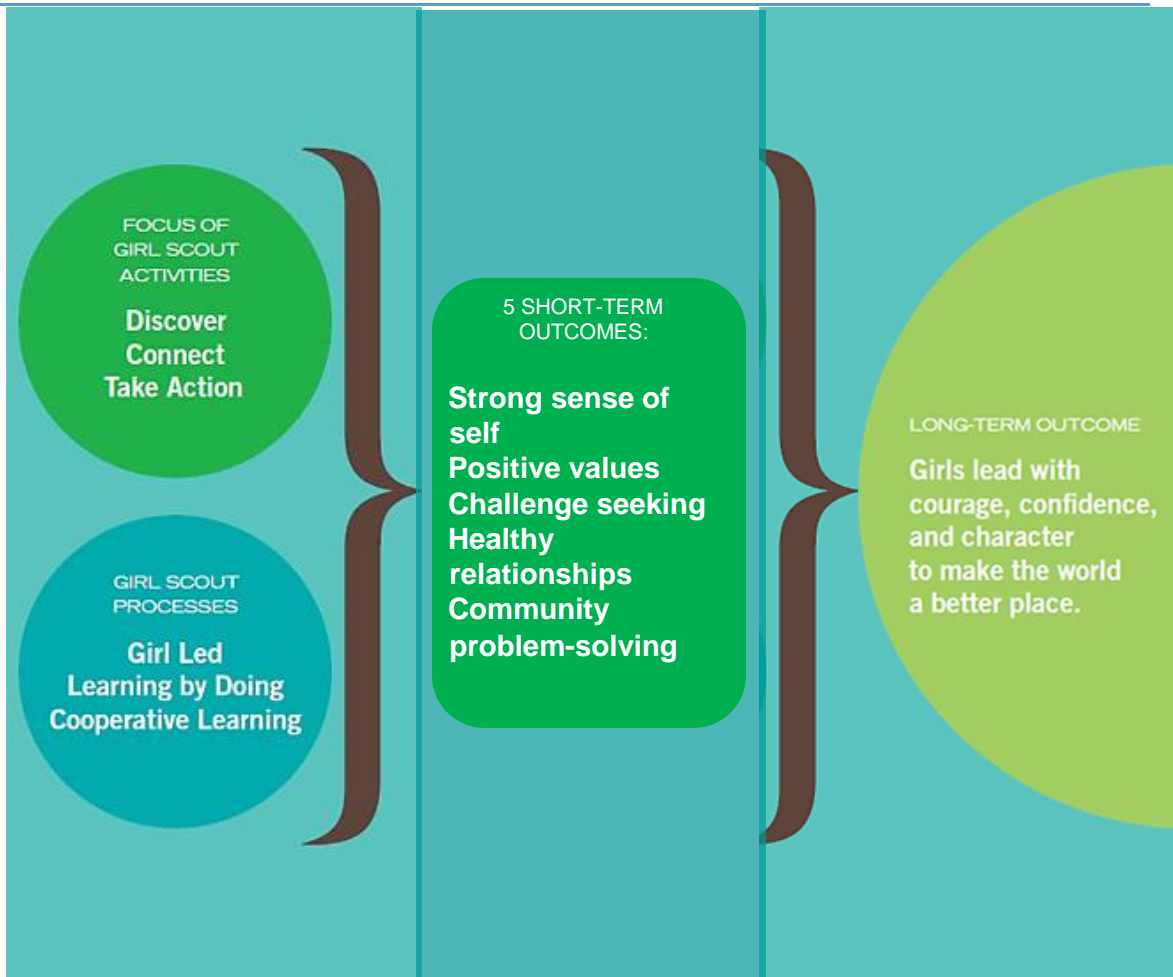 FOCUS OF
GIRL SCOUT
ACTIVITIES
Discover
Connect
Take Action
GIRL SCOUT
PROCESSES
Girl Led
Learning by Doing
Cooperative Learning
5 SHORT-TERM
OUTCOMES:
Strong sense of
self
Positive values
Challenge seeking
Healthy
relationships
Community
problem-solving
LONG-TERM OUTCOME
Girls lead with
courage, confidence,
and character
to make the world
a better place.